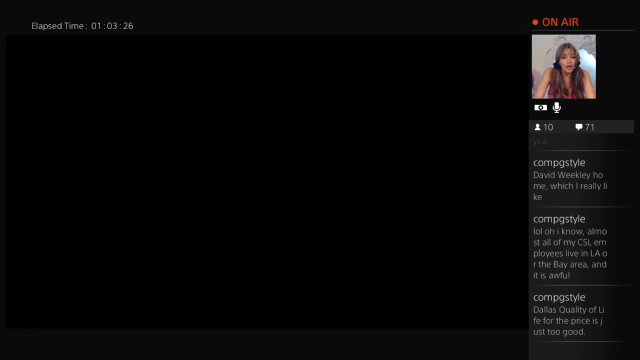 Elapsed Time : 01 : 03 : 26
ON AIR
10 71
compgstyle
David Weekley ho
me, which I really li
ke
compgstyle
lol oh i know, almo
st all of my CSL em
ployees live in LA o
r the Bay area, and
it is awful
compgstyle
Dallas Quality of Li
fe for the price is j
ust too good.